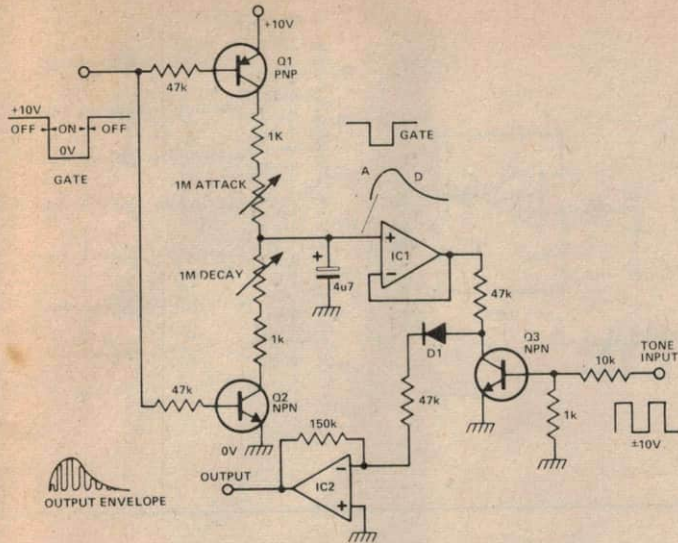 +10V
Q1
PNP
47k
+10V
OFF
ON
OFF
0V
GATE
1K
GATE
1M ATTACK
A
D
+
IC1
−
1M DECAY
+
4u7
47k
D1
Q3
NPN
TONE
INPUT
10k
1k
47k
1k
±10V
47k
Q2
NPN
0V
150k
OUTPUT
−
IC2
+
OUTPUT ENVELOPE